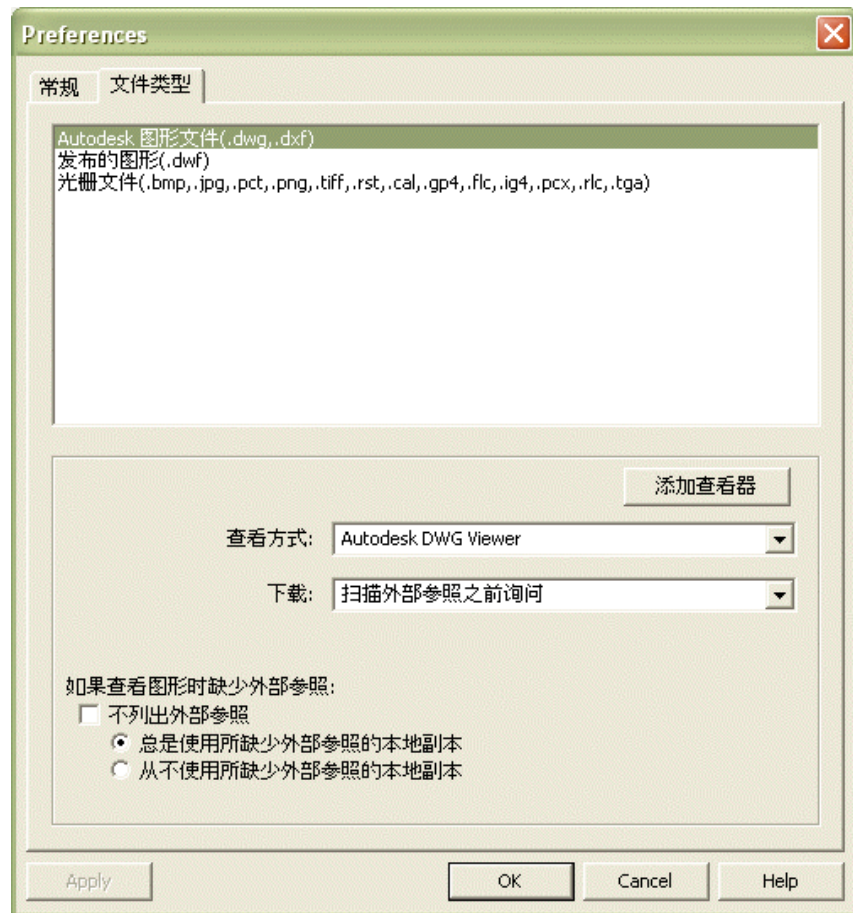 Preferences
常规 文件类型
Autodesk 图形文件(.dwg,.dxf)
发布的图形(.dwf)
光栅文件(.bmp,.jpg,.pct,.png,.tiff,.rst,.cal,.gp4,.flc,.ig4,.pcx,.rlc,.tga)
添加查看器
查看方式: Autodesk DWG Viewer
下载: 扫描外部参照之前询问
如果查看图形时缺少外部参照:
不列出外部参照
总是使用所缺少外部参照的本地副本
从不使用所缺少外部参照的本地副本
Apply OK Cancel Help